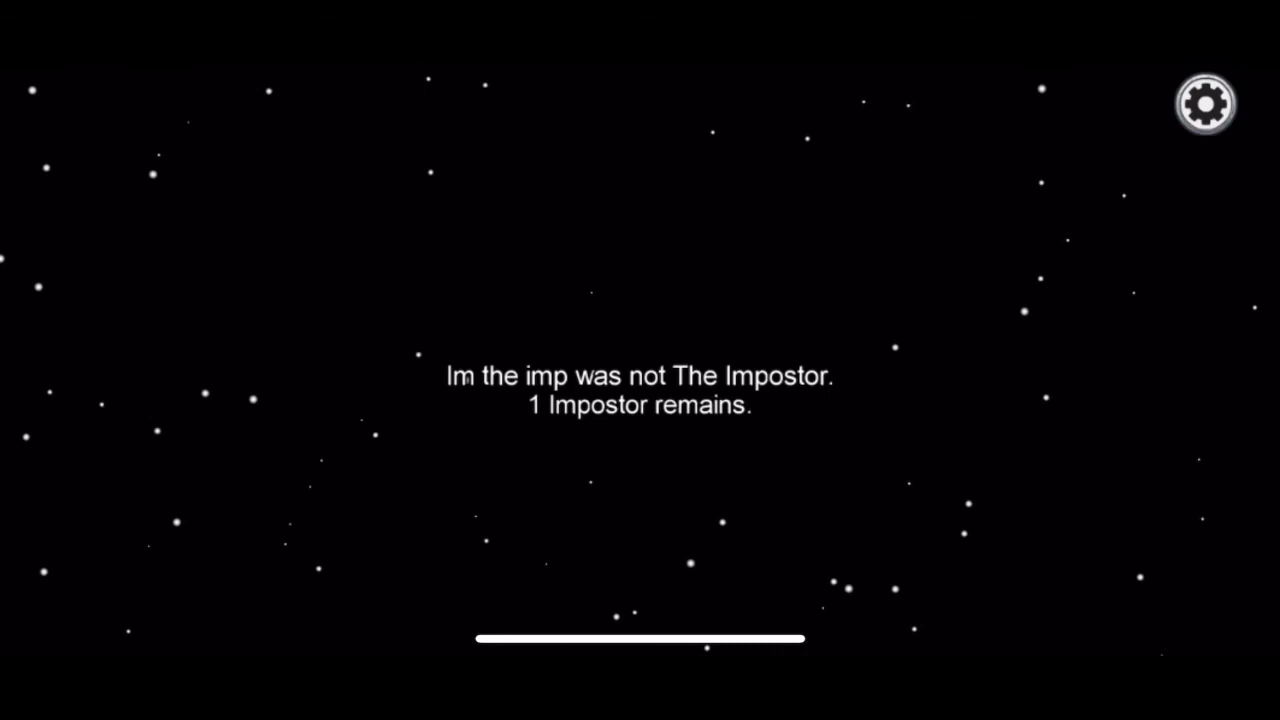 Im the imp was not The Impostor.
1 Impostor remains.